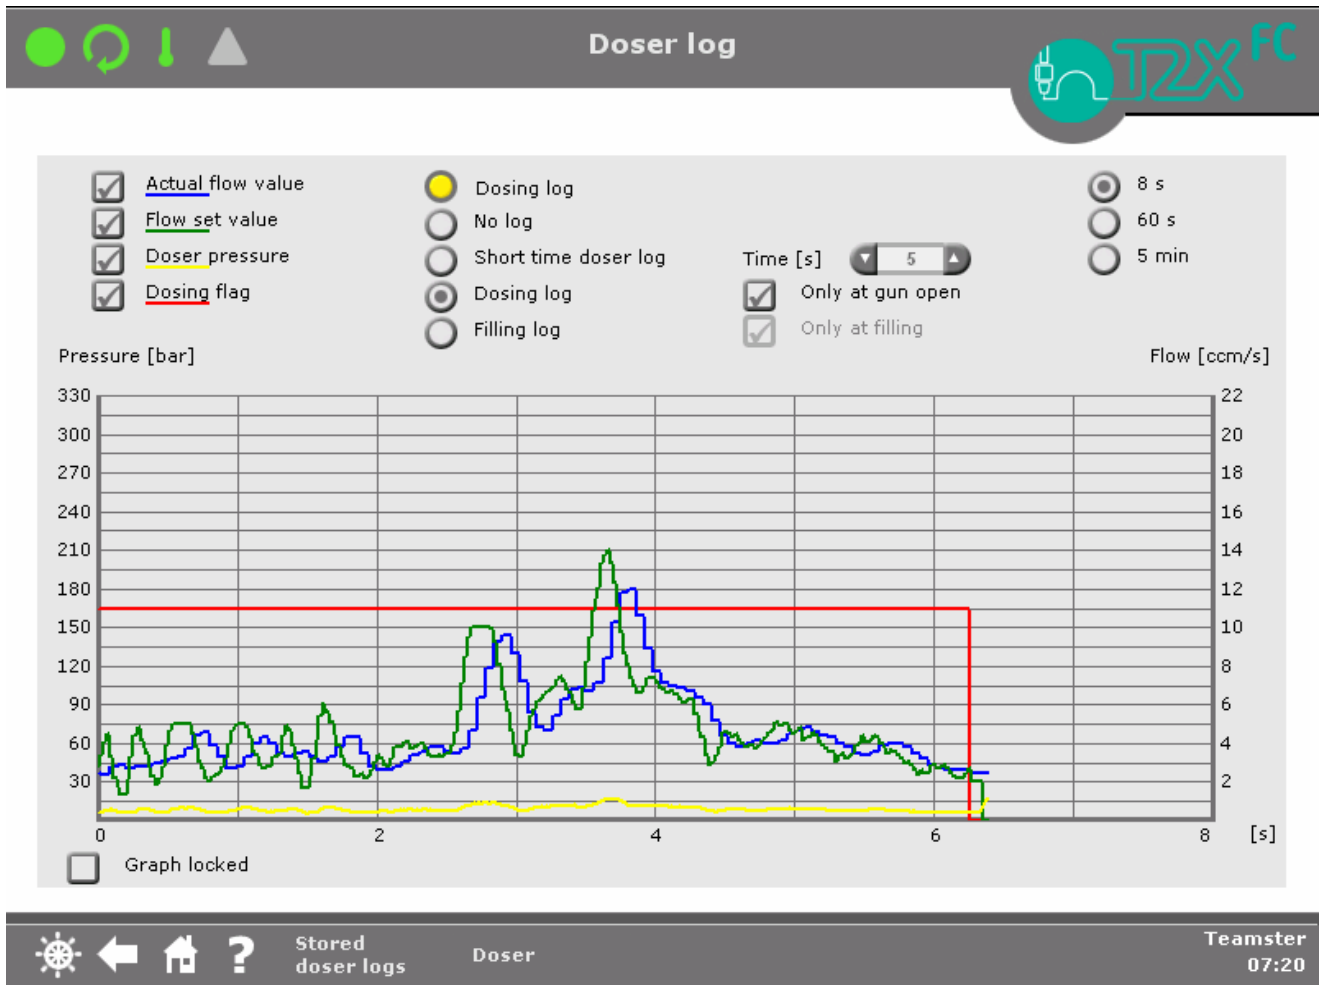 Doser log
T2X FC
Actual flow value
Flow set value
Doser pressure
Dosing flag
Dosing log
No log
Short time doser log
Dosing log
Filling log
Time [s] 5
Only at gun open
Only at filling
8 s
60 s
5 min
Pressure [bar]
Flow [ccm/s]
330
300
270
240
210
180
150
120
90
60
30
22
20
18
16
14
12
10
8
6
4
2
0 2 4 6 8 [s]
Graph locked
?
Stored
doser logs
Doser
Teamster
07:20